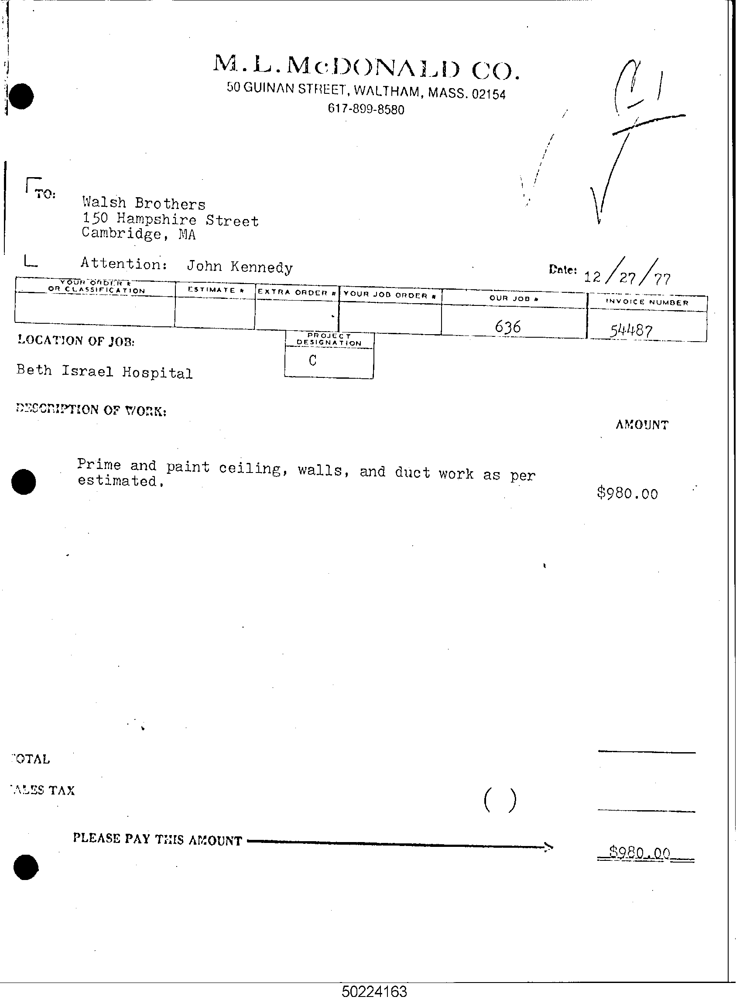 M.L. McDONALD CO.
50 GUINAN STREET, WALTHAM, MASS. 02154
617-899-8580
TO:
Walsh Brothers
150 Hampshire Street
Cambridge, MA
Attention: John Kennedy
Date: 12/27/77
YOUR ORDER # OR CLASSIFICATION
ESTIMATE #
EXTRA ORDER #
YOUR JOB ORDER #
OUR JOB #
INVOICE NUMBER
636
54487
LOCATION OF JOB:
PROJECT
DESIGNATION
C
Beth Israel Hospital
DESCRIPTION OF WORK:
AMOUNT
Prime and paint ceiling, walls, and duct work as per
estimated.
$980.00
TOTAL
SALES TAX
( )
PLEASE PAY THIS AMOUNT
$980.00
50224163